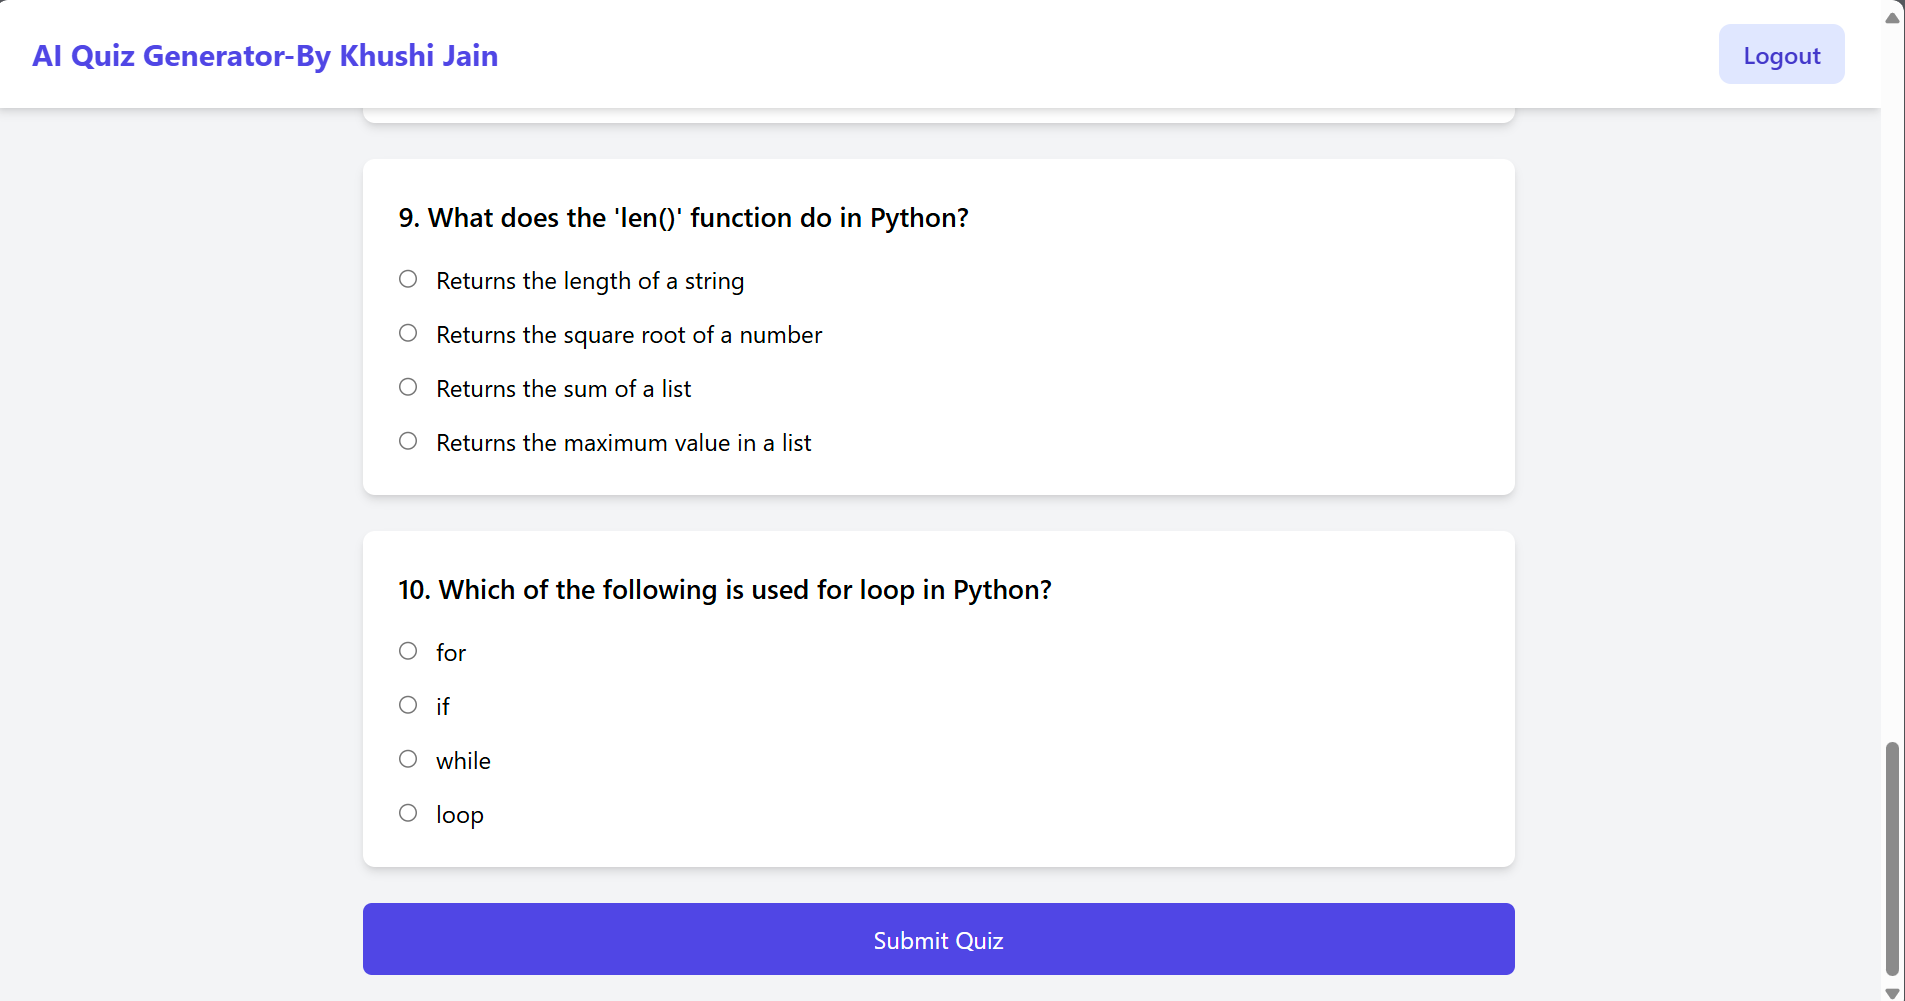 AI Quiz Generator-By Khushi Jain
Logout
9. What does the 'len()' function do in Python?
Returns the length of a string
Returns the square root of a number
Returns the sum of a list
Returns the maximum value in a list
10. Which of the following is used for loop in Python?
for
if
while
loop
Submit Quiz